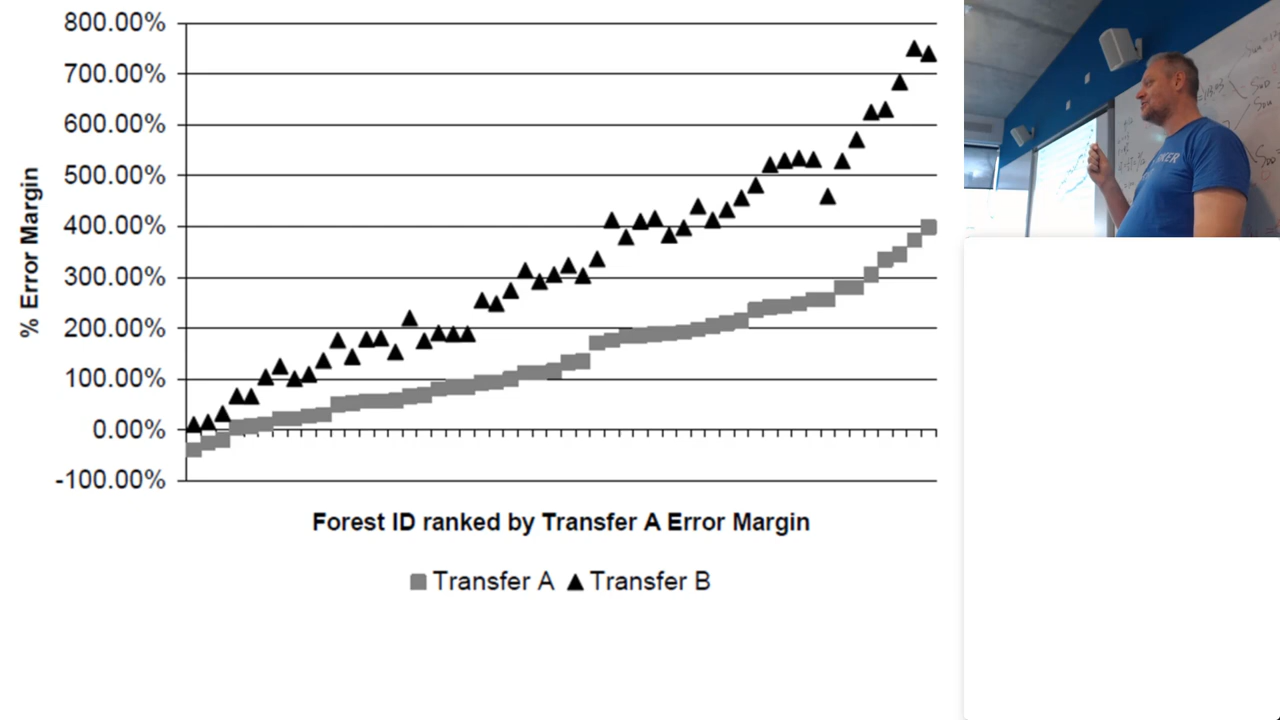 800.00%
700.00%
600.00%
500.00%
400.00%
300.00%
200.00%
100.00%
0.00%
-100.00%
% Error Margin
Forest ID ranked by Transfer A Error Margin
Transfer A
Transfer B